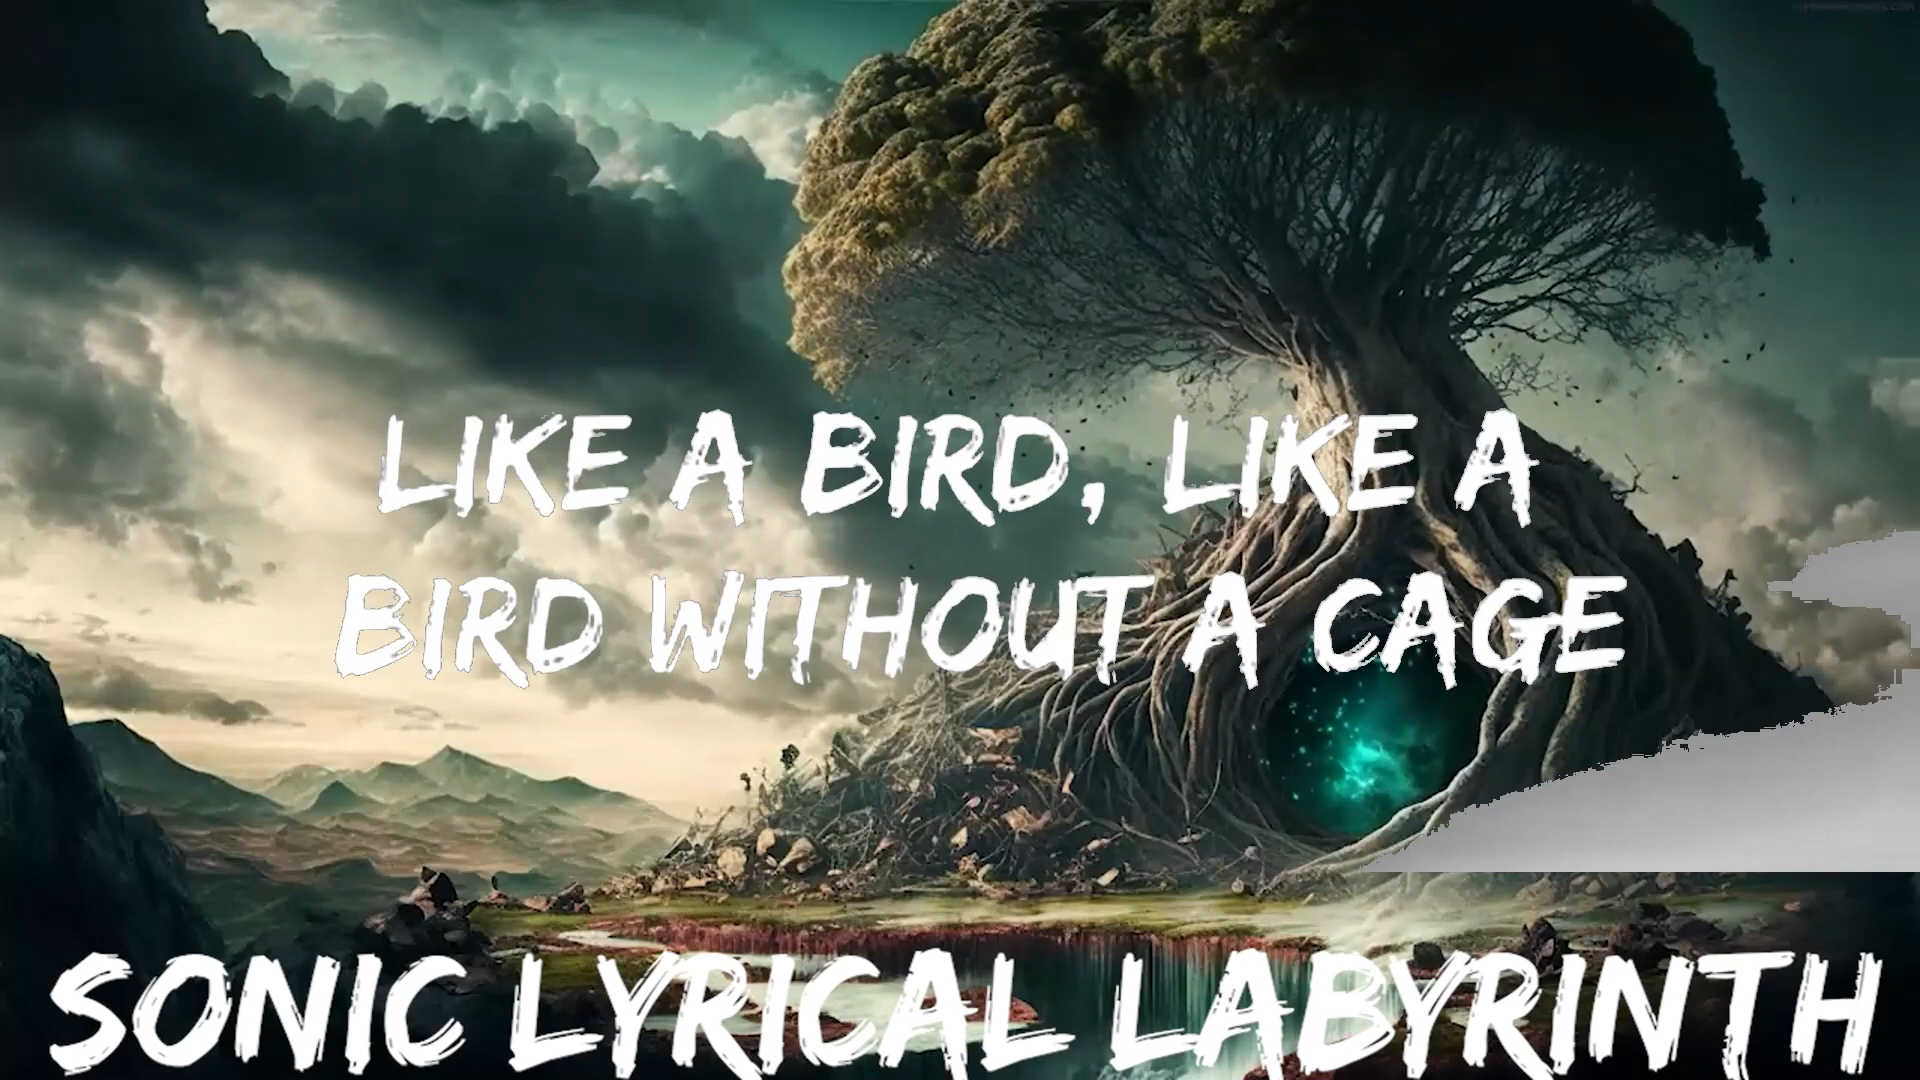 LIKE A BIRD, LIKE A
BIRD WITHOUT A CAGE
SONIC LYRICAL LABYRINTH